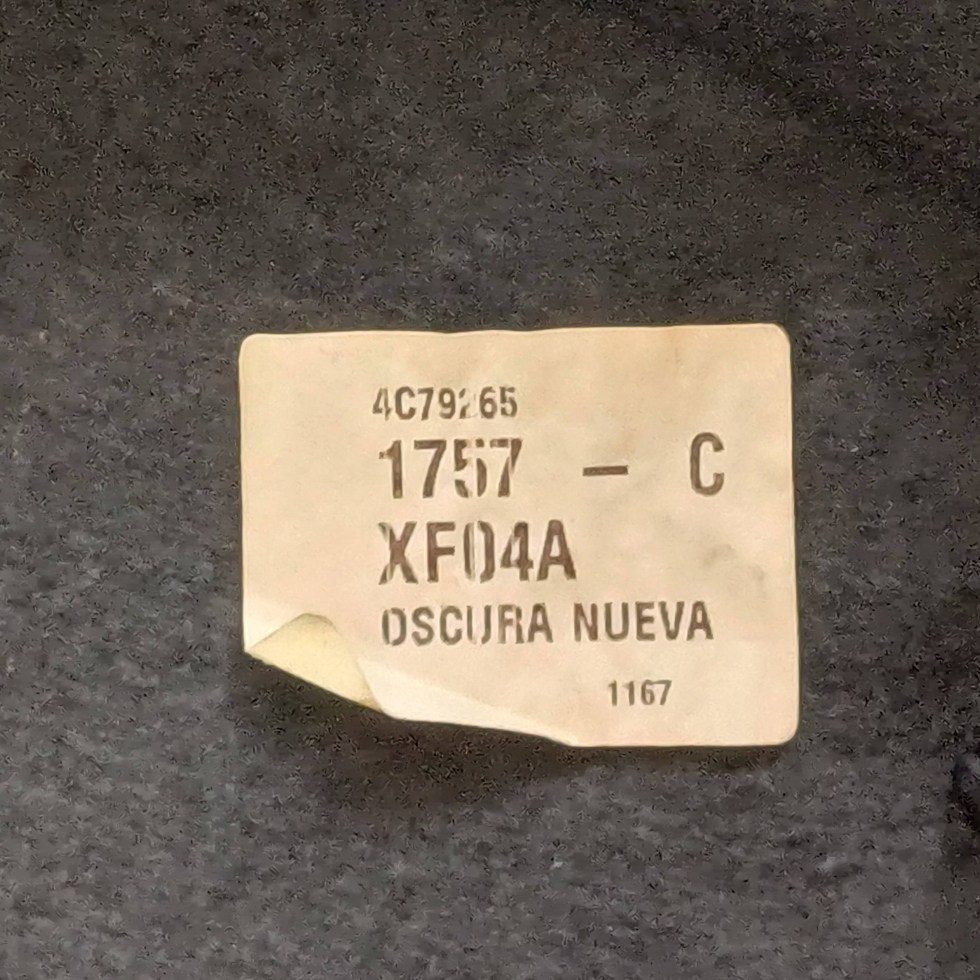 4C79265
1757 – C
XF04A
OSCURA NUEVA
1167